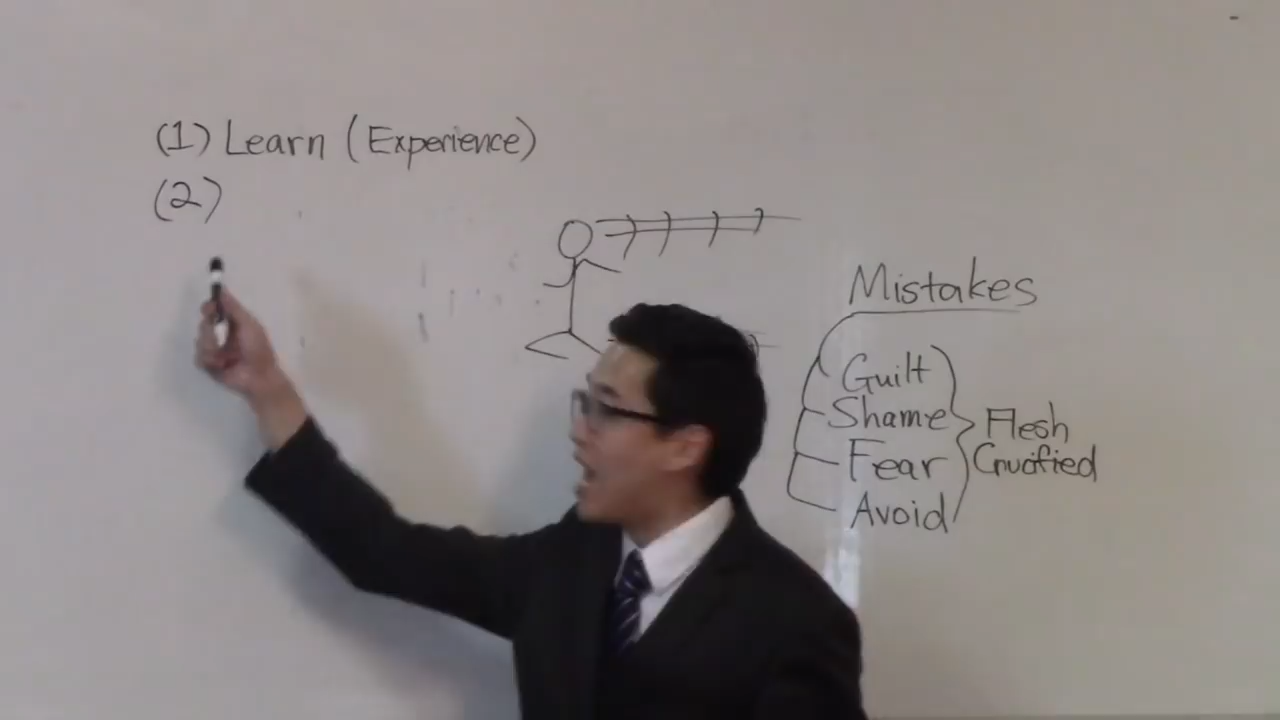 (1) Learn (Experience)
(2)
Mistakes
Guilt
Shame
Fear
Avoid
Flesh
Crucified